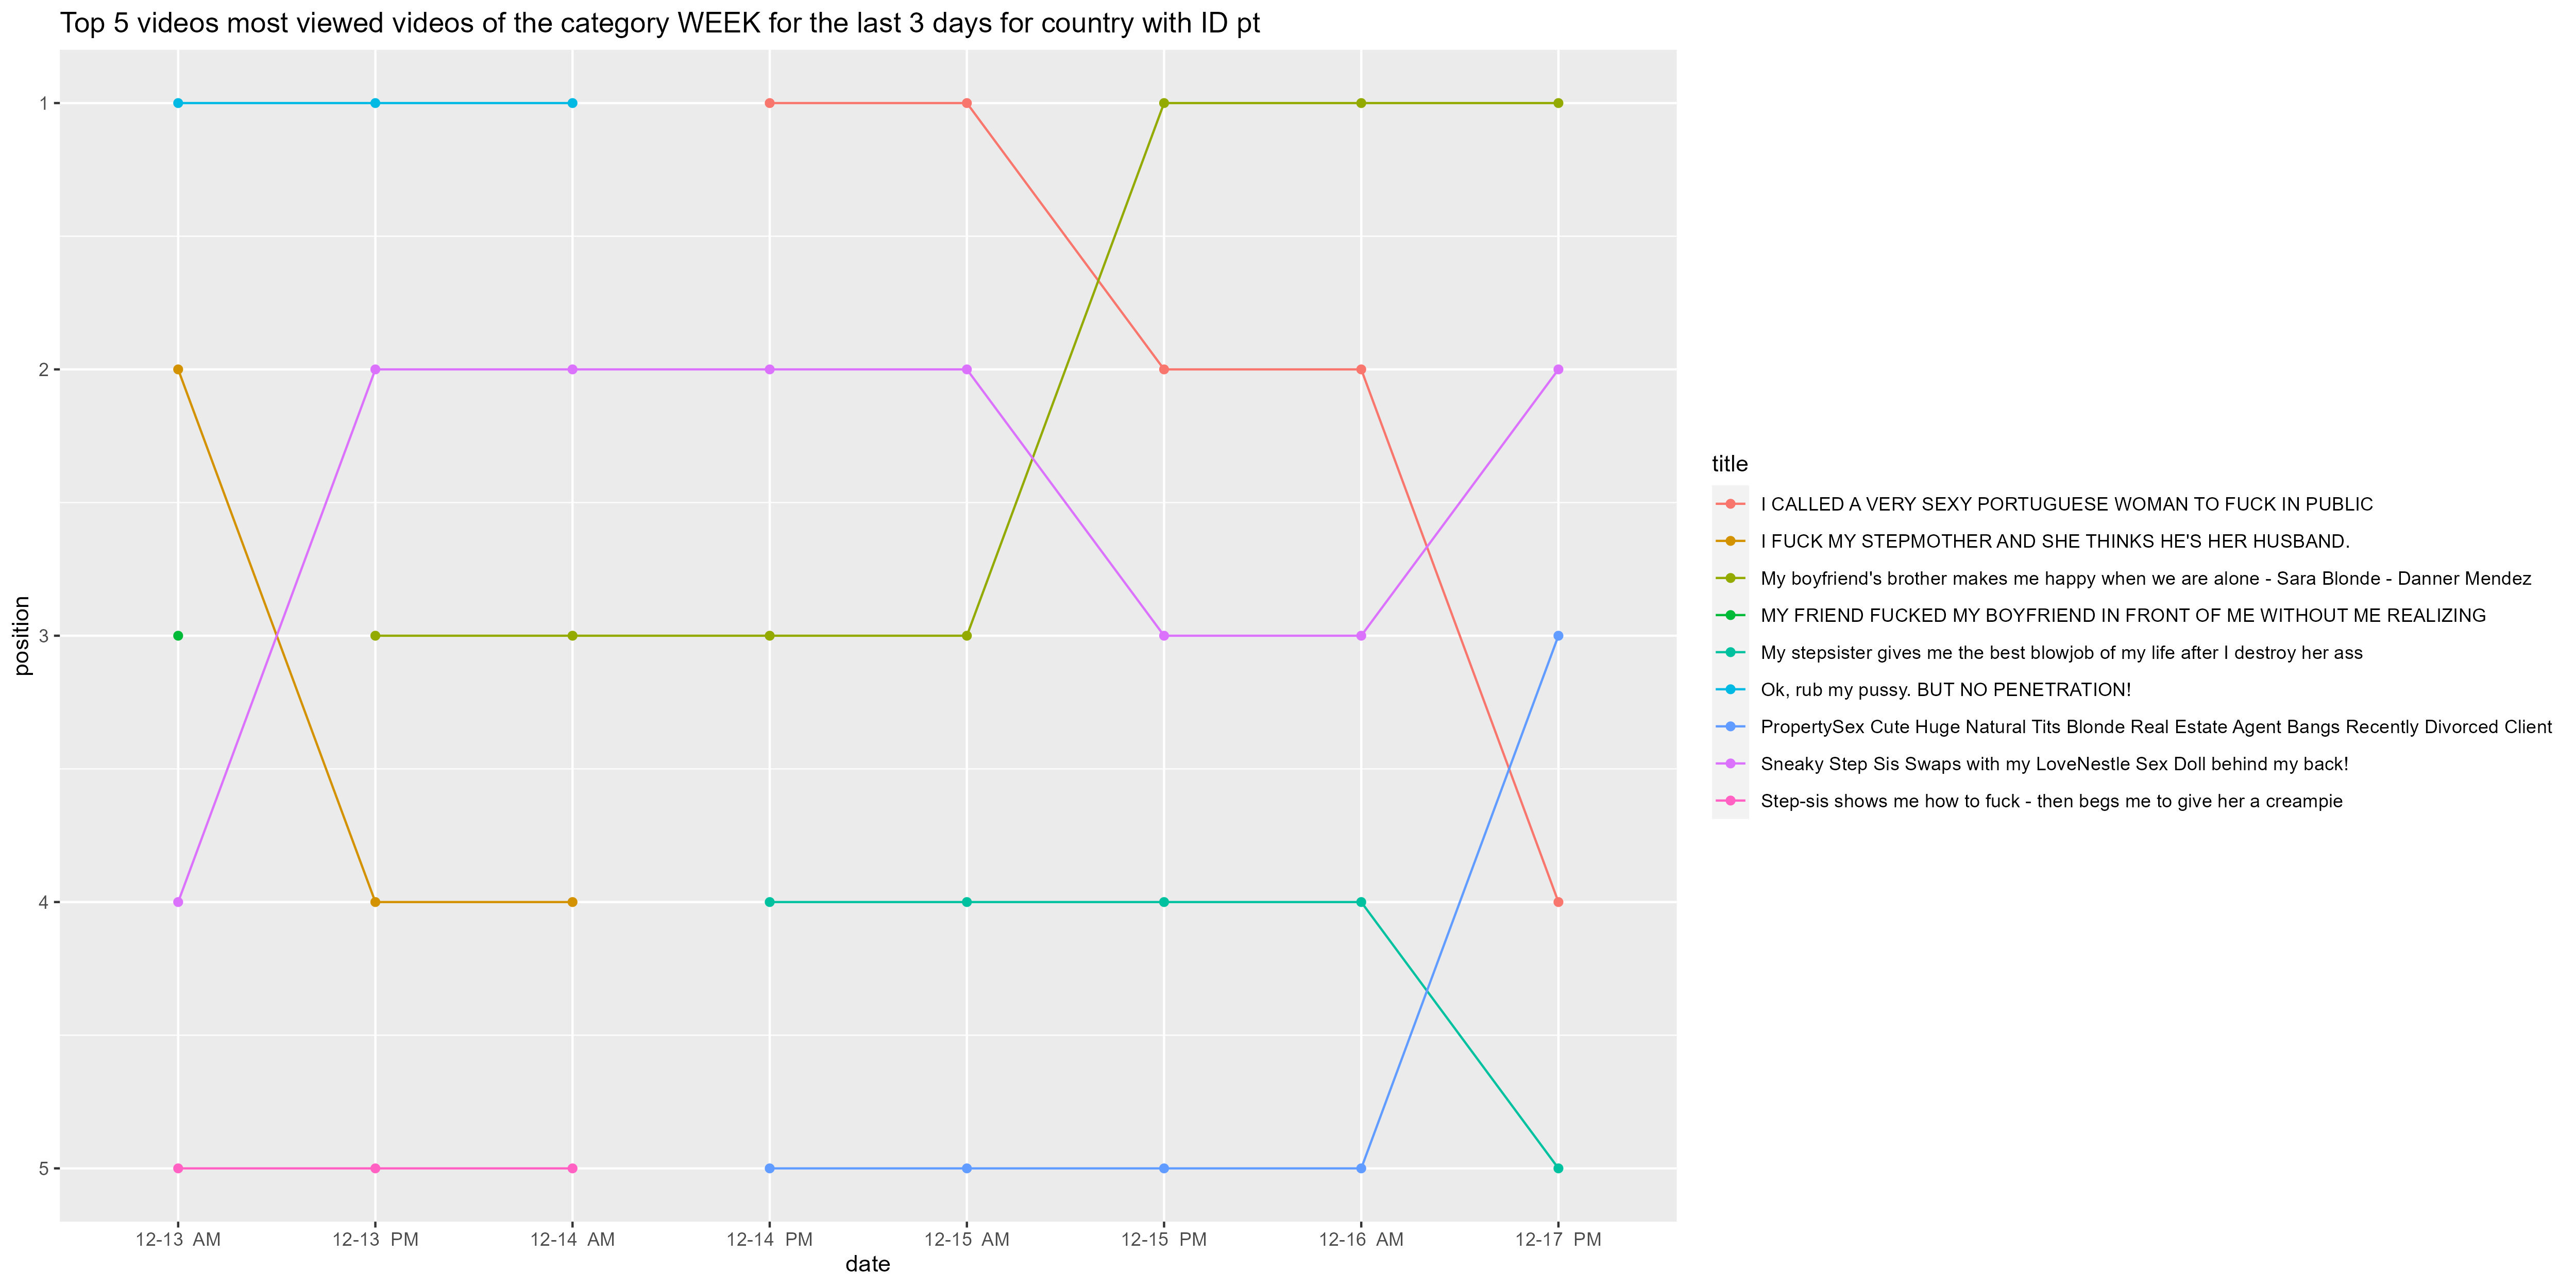 Top 5 videos most viewed videos of the category WEEK for the last 3 days for country with ID pt
position
1
2
3
4
5
12-13 AM
12-13 PM
12-14 AM
12-14 PM
12-15 AM
12-15 PM
12-16 AM
12-17 PM
date
title
I CALLED A VERY SEXY PORTUGUESE WOMAN TO FUCK IN PUBLIC
I FUCK MY STEPMOTHER AND SHE THINKS HE'S HER HUSBAND.
My boyfriend's brother makes me happy when we are alone - Sara Blonde - Danner Mendez
MY FRIEND FUCKED MY BOYFRIEND IN FRONT OF ME WITHOUT ME REALIZING
My stepsister gives me the best blowjob of my life after I destroy her ass
Ok, rub my pussy. BUT NO PENETRATION!
PropertySex Cute Huge Natural Tits Blonde Real Estate Agent Bangs Recently Divorced Client
Sneaky Step Sis Swaps with my LoveNestle Sex Doll behind my back!
Step-sis shows me how to fuck - then begs me to give her a creampie